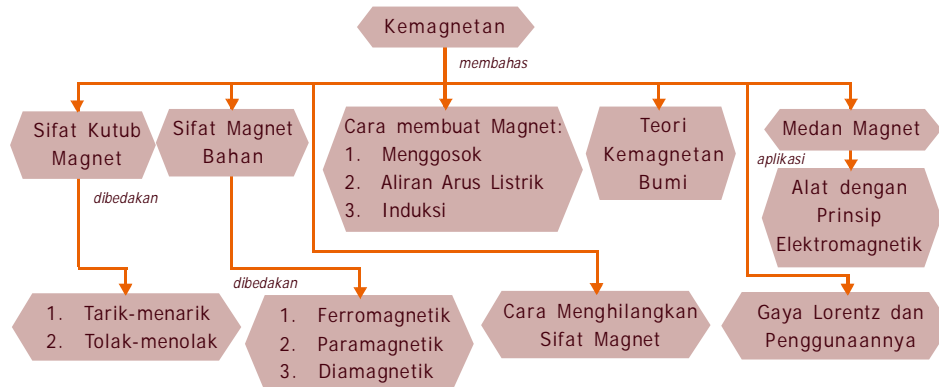 Kemagnetan
membahas
Sifat Kutub
Magnet
Sifat Magnet
Bahan
Cara membuat Magnet:
1. Menggosok
2. Aliran Arus Listrik
3. Induksi
Teori
Kemagnetan
Bumi
Medan Magnet
aplikasi
Alat dengan
Prinsip
Elektromagnetik
dibedakan
dibedakan
1. Tarik-menarik
2. Tolak-menolak
1. Ferromagnetik
2. Paramagnetik
3. Diamagnetik
Cara Menghilangkan
Sifat Magnet
Gaya Lorentz dan
Penggunaannya